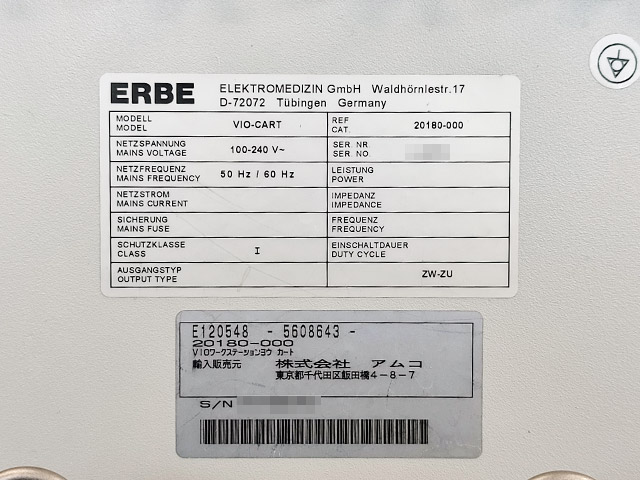 ERBE ELEKTROMEDIZIN GmbH Waldhörnlestr.17
D-72072 Tübingen Germany
MODELL
MODEL
VIO-CART
REF
CAT.
20180-000
NETZSPANNUNG
MAINS VOLTAGE
100-240 V~
SER. NR
SER. NO.
NETZFREQUENZ
MAINS FREQUENCY
50 Hz / 60 Hz
LEISTUNG
POWER
NETZSTROM
MAINS CURRENT
IMPEDANZ
IMPEDANCE
SICHERUNG
MAINS FUSE
FREQUENZ
FREQUENCY
SCHUTZKLASSE
CLASS
I
EINSCHALTDAUER
DUTY CYCLE
AUSGANGSTYP
OUTPUT TYPE
ZW-ZU
E120548 - 5608643 -
20180-000
VIOワークステーションヨウ カート
輸入販売元 株式会社 アムコ
東京都千代田区飯田橋4-8-7
S/N